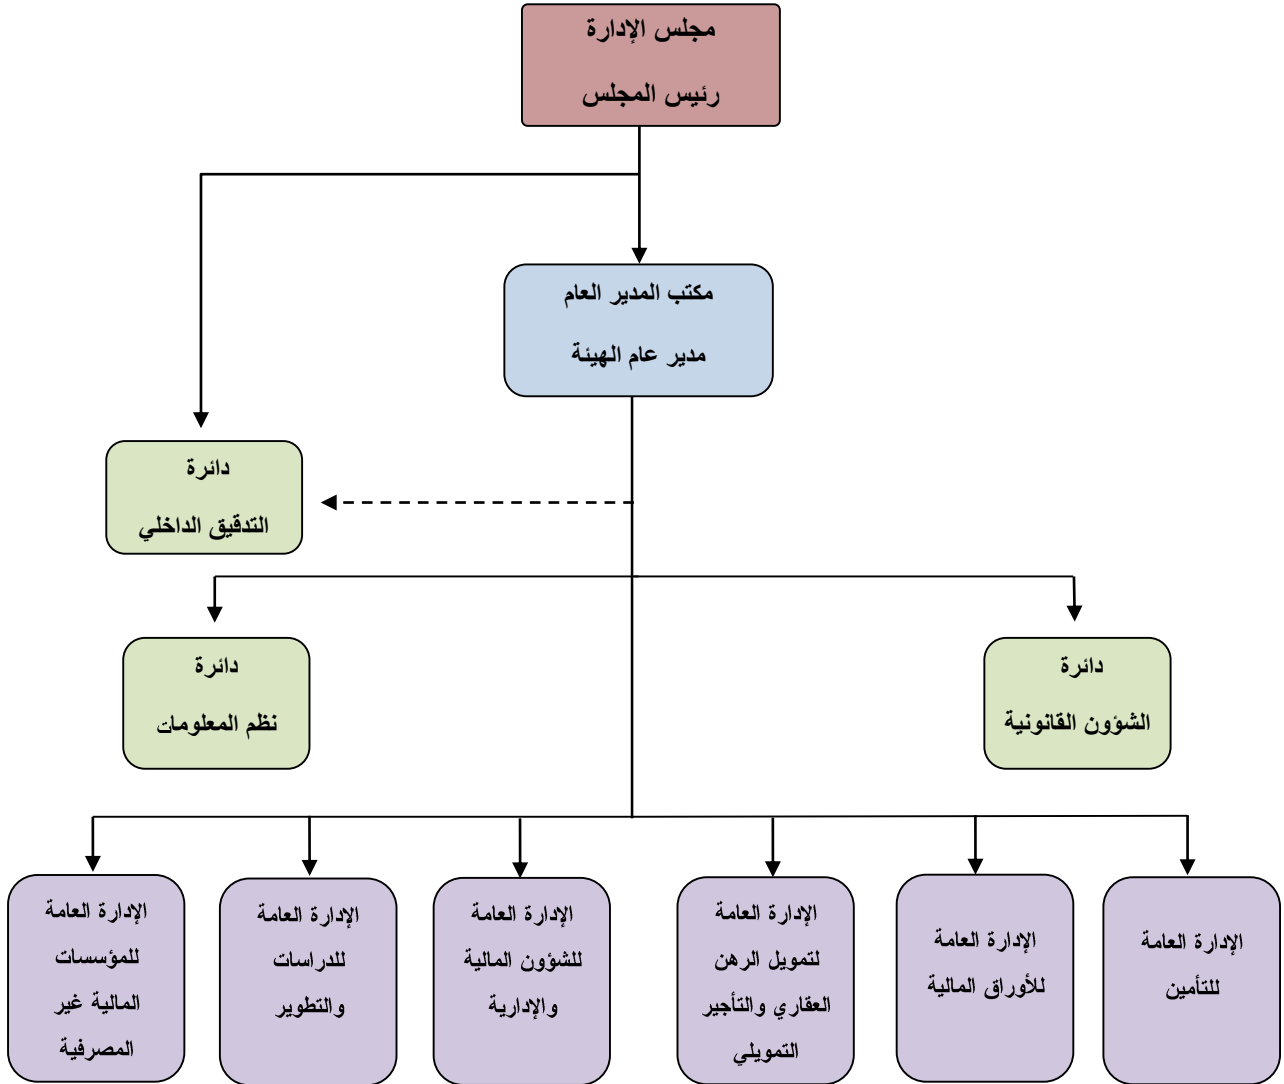 مجلس الإدارة
رئيس المجلس
مكتب المدير العام
مدير عام الهيئة
دائرة
التدقيق الداخلي
دائرة
الشؤون القانونية
دائرة
نظم المعلومات
الإدارة العامة
للتأمين
الإدارة العامة
للأوراق المالية
الإدارة العامة
لتمويل الرهن
العقاري والتأجير
التمويلي
الإدارة العامة
للشؤون المالية
والإدارية
الإدارة العامة
للدراسات
والتطوير
الإدارة العامة
للمؤسسات
المالية غير
المصرفية